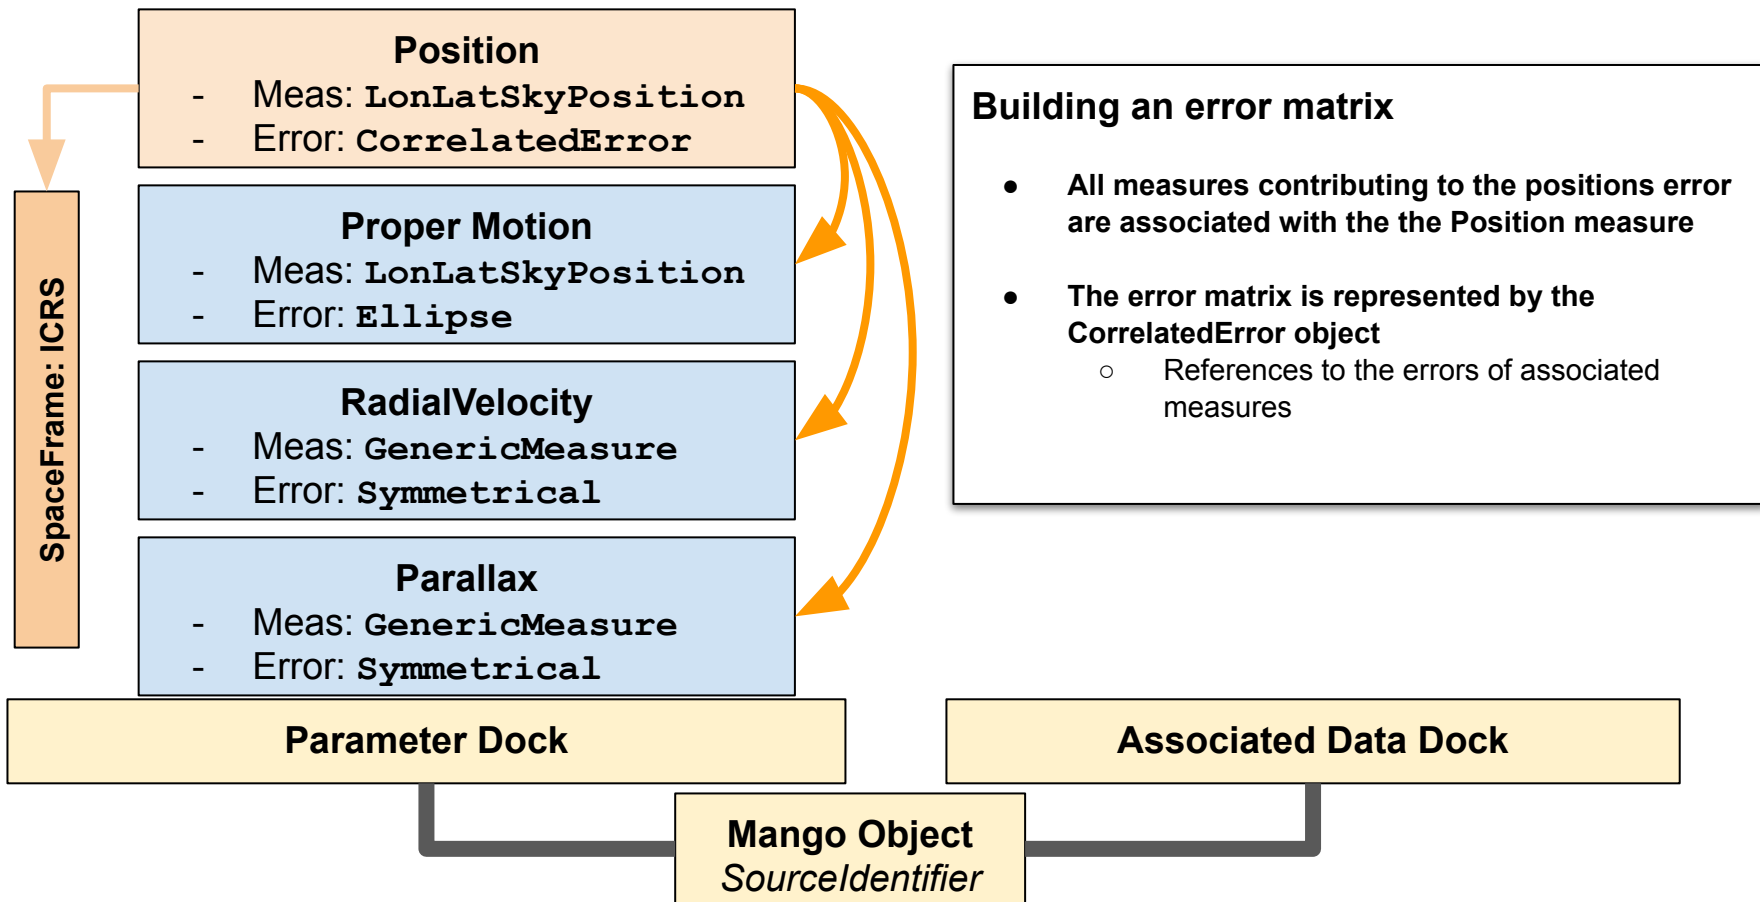 Position
- Meas: LonLatSkyPosition
- Error: CorrelatedError
SpaceFrame: ICRS
Proper Motion
- Meas: LonLatSkyPosition
- Error: Ellipse
RadialVelocity
- Meas: GenericMeasure
- Error: Symmetrical
Parallax
- Meas: GenericMeasure
- Error: Symmetrical
Building an error matrix
● All measures contributing to the positions error
are associated with the the Position measure
● The error matrix is represented by the
CorrelatedError object
○ References to the errors of associated
measures
Parameter Dock
Associated Data Dock
Mango Object
SourceIdentifier